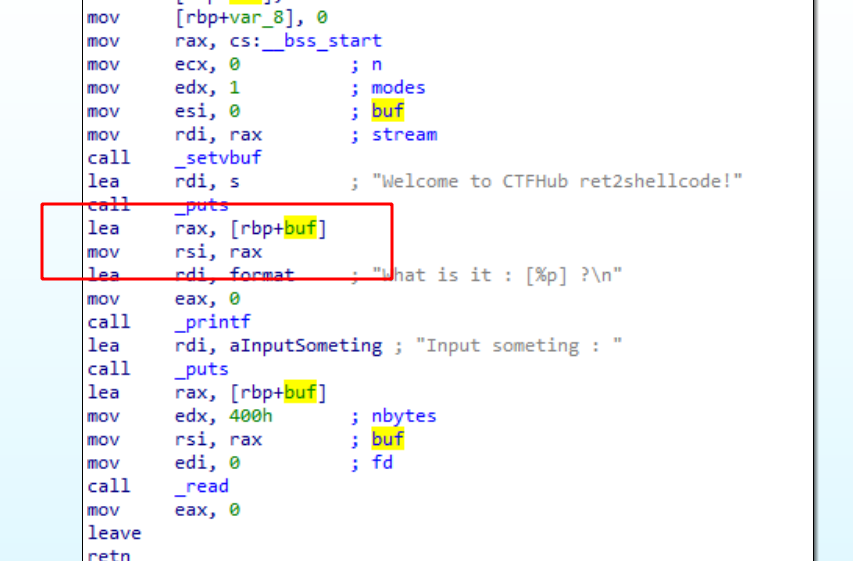 mov [rbp+var_8], 0
mov rax, cs:__bss_start
mov ecx, 0 ; n
mov edx, 1 ; modes
mov esi, 0 ; buf
mov rdi, rax ; stream
call _setvbuf
lea rdi, s ; "Welcome to CTFHub ret2shellcode!"
call _puts
lea rax, [rbp+buf]
mov rsi, rax
lea rdi, format ; "What is it : [%p] ?\n"
mov eax, 0
call _printf
lea rdi, aInputSometing ; "Input someting : "
call _puts
lea rax, [rbp+buf]
mov edx, 400h ; nbytes
mov rsi, rax ; buf
mov edi, 0 ; fd
call _read
mov eax, 0
leave
retn